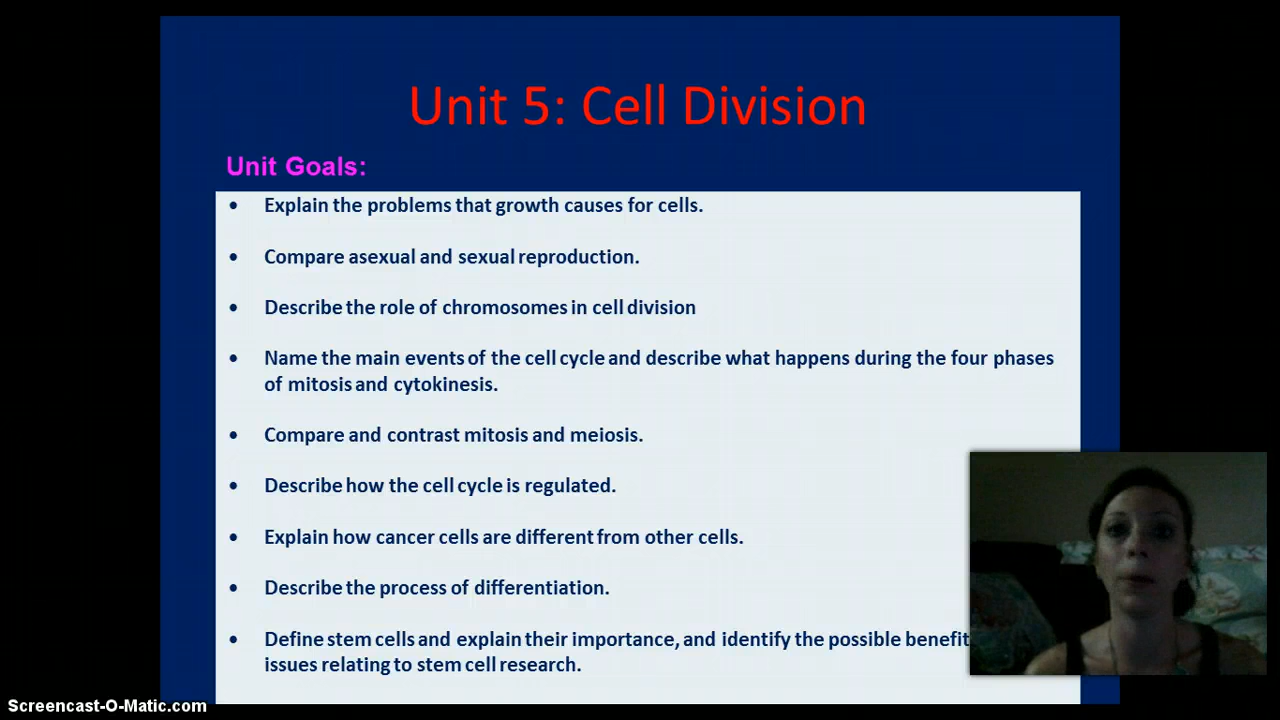 Unit 5: Cell Division
Unit Goals:
• Explain the problems that growth causes for cells.
• Compare asexual and sexual reproduction.
• Describe the role of chromosomes in cell division
• Name the main events of the cell cycle and describe what happens during the four phases
of mitosis and cytokinesis.
• Compare and contrast mitosis and meiosis.
• Describe how the cell cycle is regulated.
• Explain how cancer cells are different from other cells.
• Describe the process of differentiation.
• Define stem cells and explain their importance, and identify the possible benefit
issues relating to stem cell research.
Screencast-O-Matic.com